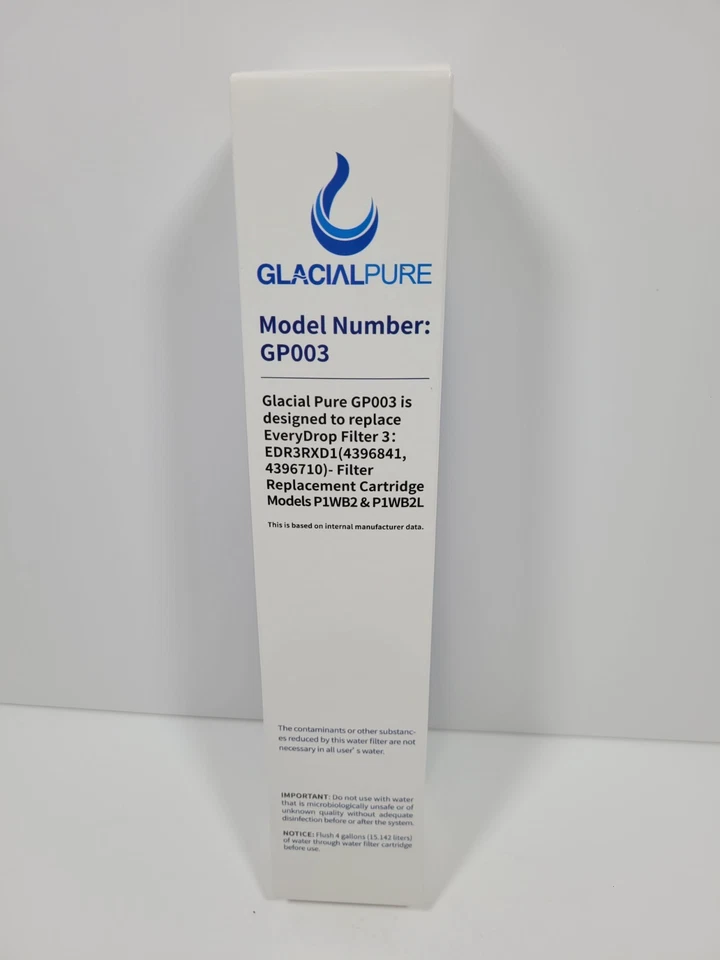 GLACIALPURE
Model Number:
GP003
Glacial Pure GP003 is
designed to replace
EveryDrop Filter 3:
EDR3RXD1(4396841,
4396710)- Filter
Replacement Cartridge
Models P1WB2 & P1WB2L
This is based on internal manufacturer data.
The contaminants or other substanc-
es reduced by this water filter are not
necessary in all user's water.
IMPORTANT: Do not use with water
that is microbiologically unsafe or of
unknown quality without adequate
disinfection before or after the system.
NOTICE: Flush 4 gallons (15.142 liters)
of water through water filter cartridge
before use.